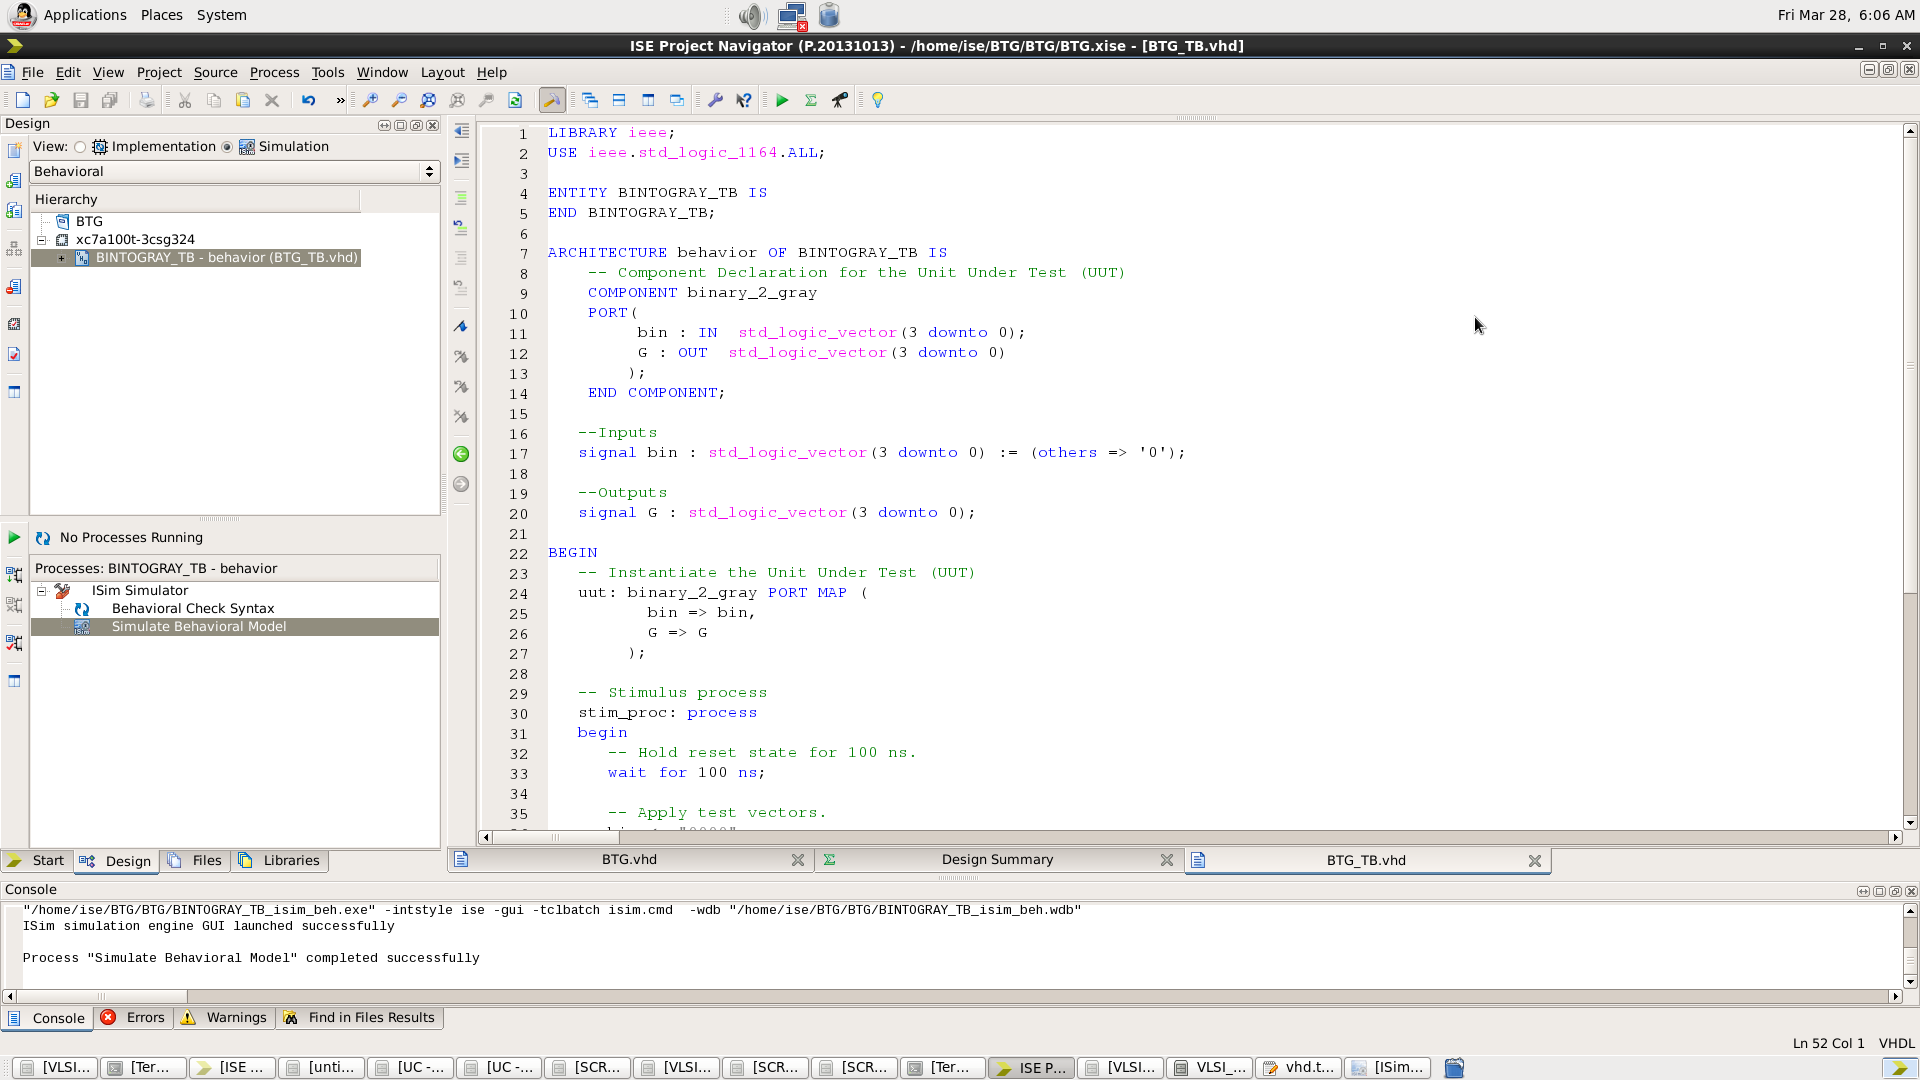 Applications Places System
Fri Mar 28, 6:06 AM
ISE Project Navigator (P.20131013) - /home/ise/BTG/BTG/BTG.xise - [BTG_TB.vhd]
File Edit View Project Source Process Tools Window Layout Help
Design
View: Implementation Simulation
Behavioral
Hierarchy
BTG
xc7a100t-3csg324
BINTOGRAY_TB - behavior (BTG_TB.vhd)
No Processes Running
Processes: BINTOGRAY_TB - behavior
ISim Simulator
Behavioral Check Syntax
Simulate Behavioral Model
Start Design Files Libraries
1 LIBRARY ieee;
2 USE ieee.std_logic_1164.ALL;
3
4 ENTITY BINTOGRAY_TB IS
5 END BINTOGRAY_TB;
6
7 ARCHITECTURE behavior OF BINTOGRAY_TB IS
8 -- Component Declaration for the Unit Under Test (UUT)
9 COMPONENT binary_2_gray
10 PORT(
11 bin : IN std_logic_vector(3 downto 0);
12 G : OUT std_logic_vector(3 downto 0)
13 );
14 END COMPONENT;
15
16 --Inputs
17 signal bin : std_logic_vector(3 downto 0) := (others => '0');
18
19 --Outputs
20 signal G : std_logic_vector(3 downto 0);
21
22 BEGIN
23 -- Instantiate the Unit Under Test (UUT)
24 uut: binary_2_gray PORT MAP (
25 bin => bin,
26 G => G
27 );
28
29 -- Stimulus process
30 stim_proc: process
31 begin
32 -- Hold reset state for 100 ns.
33 wait for 100 ns;
34
35 -- Apply test vectors.
BTG.vhd Design Summary BTG_TB.vhd
Console
"/home/ise/BTG/BTG/BINTOGRAY_TB_isim_beh.exe" -intstyle ise -gui -tclbatch isim.cmd -wdb "/home/ise/BTG/BTG/BINTOGRAY_TB_isim_beh.wdb"
ISim simulation engine GUI launched successfully
Process "Simulate Behavioral Model" completed successfully
Console Errors Warnings Find in Files Results
Ln 52 Col 1 VHDL
[VLSI... [Ter... [ISE ... [unti... [UC -... [UC -... [SCR... [VLSI... [SCR... [SCR... [Ter... ISE P... [VLSI... VLSI_... vhd.t... [ISim...